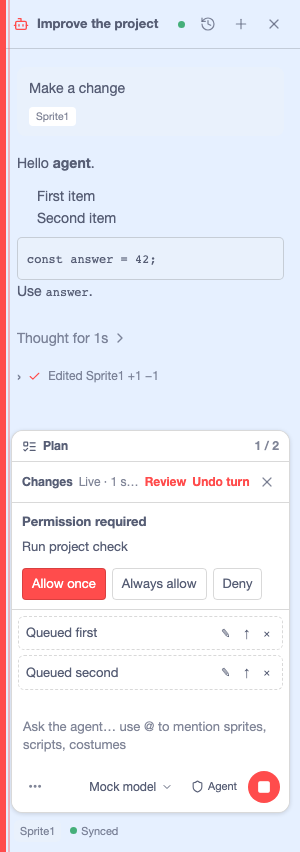 Improve the project
Make a change
Sprite1
Hello agent.
First item
Second item
const answer = 42;
Use answer.
Thought for 1s
Edited Sprite1 +1 −1
Plan 1 / 2
Changes Live · 1 s… Review Undo turn
Permission required
Run project check
Allow once Always allow Deny
Queued first
Queued second
Ask the agent… use @ to mention sprites,
scripts, costumes
Mock model Agent
Sprite1 Synced